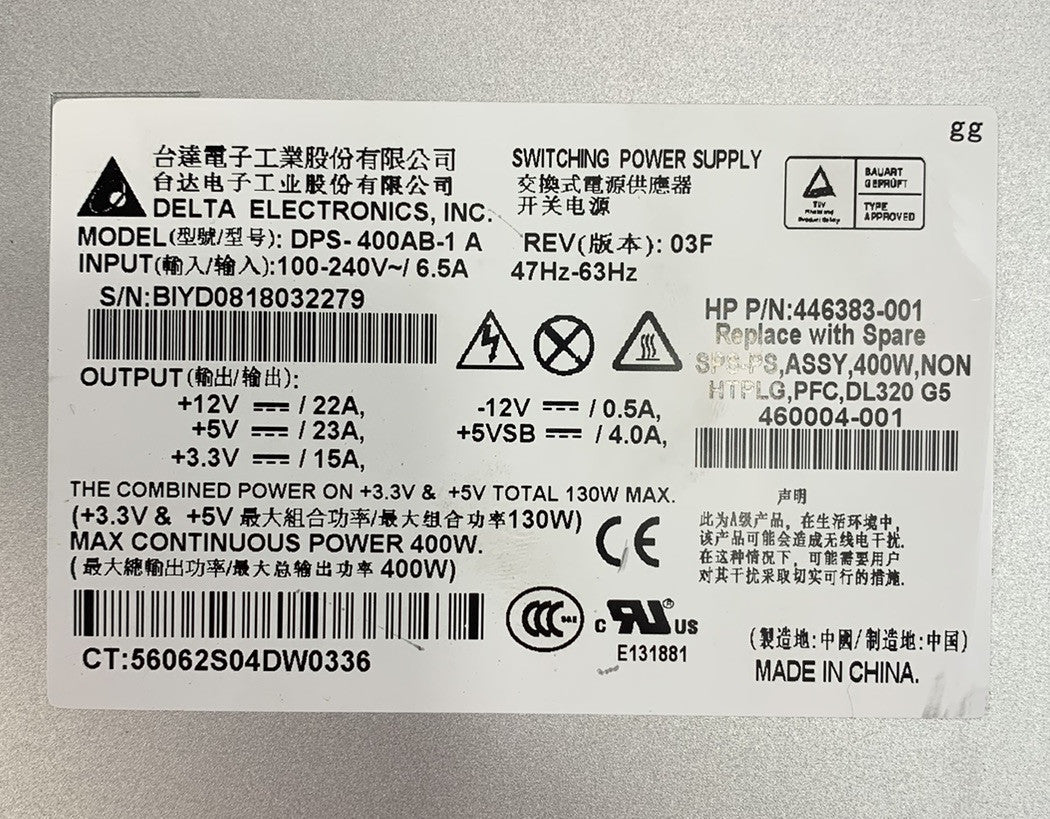 gg
台達電子工業股份有限公司
台达电子工业股份有限公司
DELTA ELECTRONICS, INC.
SWITCHING POWER SUPPLY
交換式電源供應器
开关电源
TÜV
BAUART
GEPRÜFT
TYPE
APPROVED
MODEL(型號/型号): DPS-400AB-1 A
REV(版本): 03F
INPUT(輸入/输入):100-240V~/ 6.5A
47Hz-63Hz
S/N:BIYD0818032279
HP P/N:446383-001
Replace with Spare
SPS-PS,ASSY,400W,NON
HTPLG,PFC,DL320 G5
460004-001
OUTPUT(輸出/输出):
+12V ⎓ / 22A,
-12V ⎓ / 0.5A,
+5V ⎓ / 23A,
+5VSB ⎓ / 4.0A,
+3.3V ⎓ / 15A,
THE COMBINED POWER ON +3.3V & +5V TOTAL 130W MAX.
(+3.3V & +5V 最大組合功率/最大组合功率130W)
MAX CONTINUOUS POWER 400W.
(最大總輸出功率/最大总输出功率 400W)
CE
声明
此为A级产品，在生活环境中，
该产品可能会造成无线电干扰.
在这种情况下，可能需要用户
对其干扰采取切实可行的措施.
CT:56062S04DW0336
CCC S&E
c RU ® US
E131881
(製造地:中國/制造地:中国)
MADE IN CHINA.